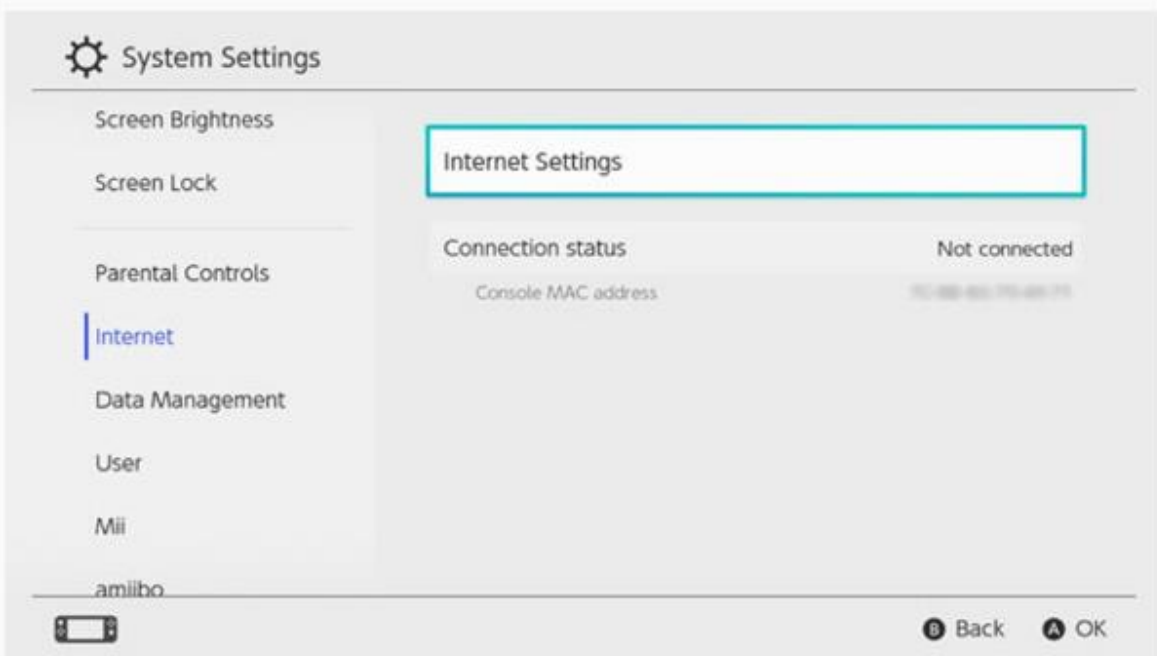 System Settings
Screen Brightness
Screen Lock
Parental Controls
Internet
Data Management
User
Mii
amiibo
Internet Settings
Connection status Not connected
Console MAC address
B Back A OK